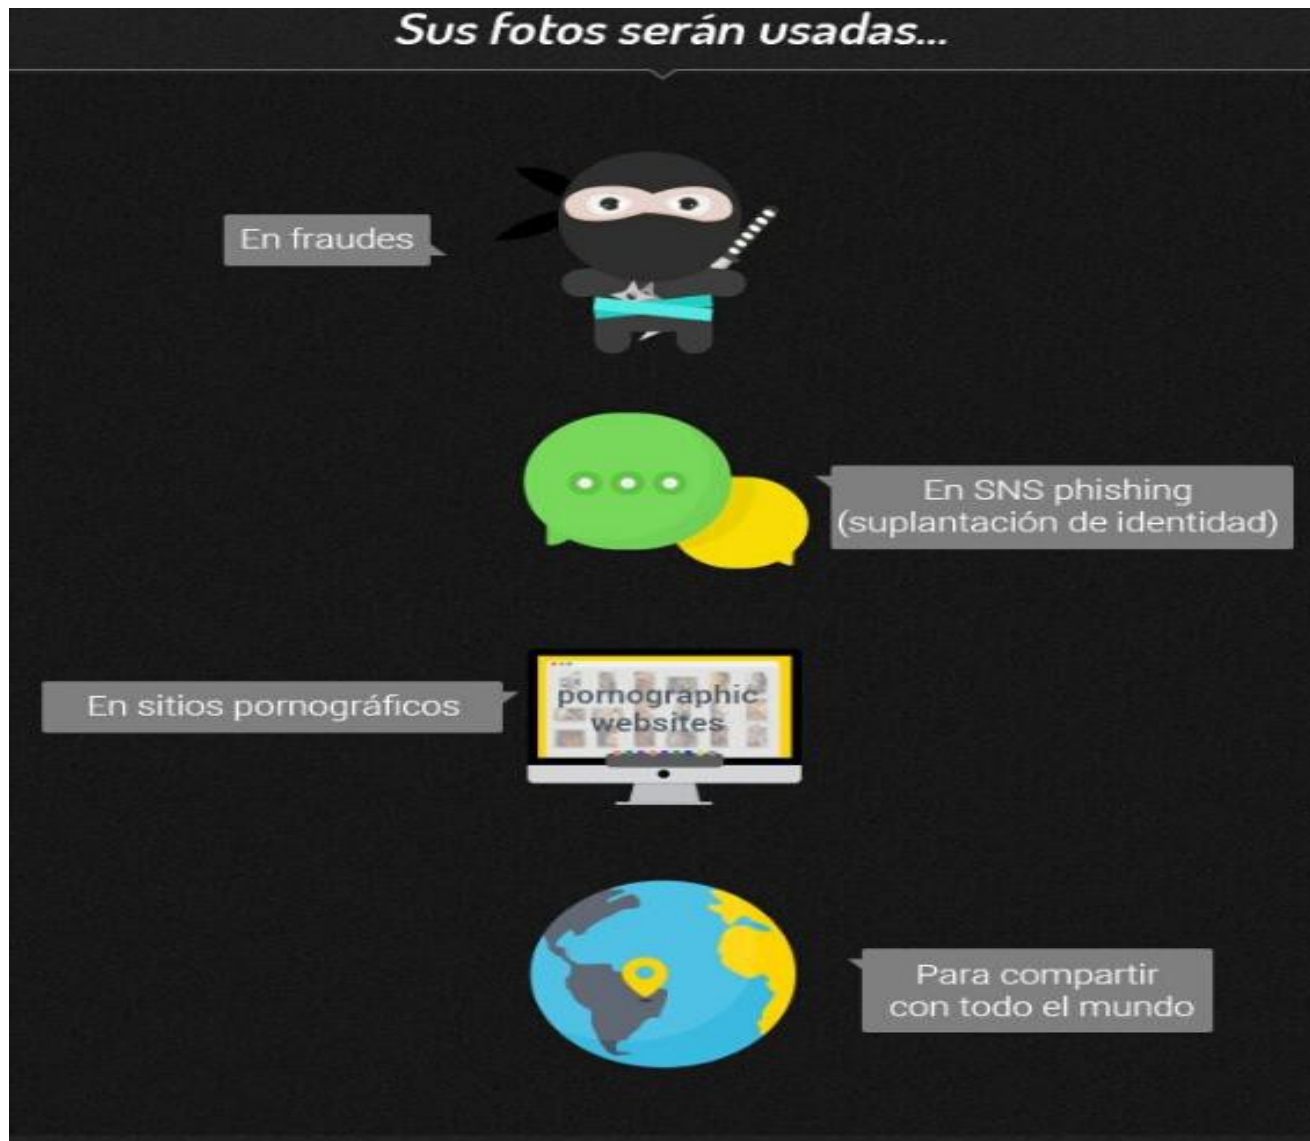 Sus fotos serán usadas...
En fraudes
En SNS phishing
(suplantación de identidad)
En sitios pornográficos
pornographic
websites
Para compartir
con todo el mundo